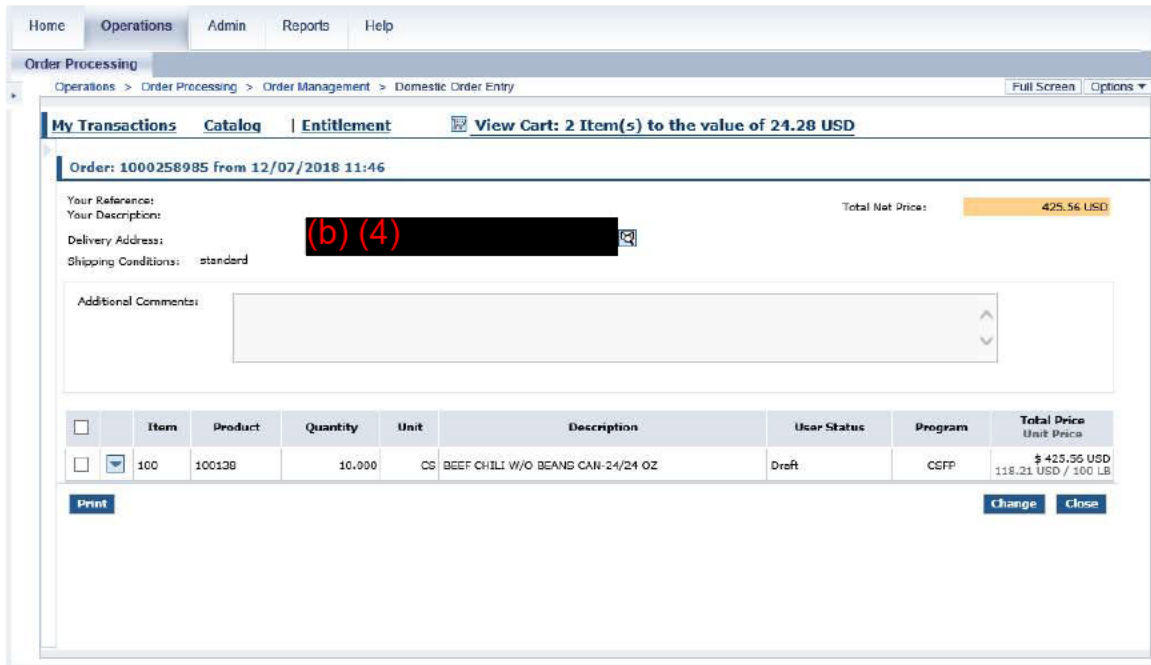 Home Operations Admin Reports Help
Order Processing
Operations > Order Processing > Order Management > Domestic Order Entry Full Screen Options
My Transactions Catalog | Entitlement View Cart: 2 Item(s) to the value of 24.28 USD
Order: 1000258985 from 12/07/2018 11:46
Your Reference: Total Net Price: 425.56 USD
Your Description:
Delivery Address: (b) (4)
Shipping Conditions: standard
Additional Comments:
Item Product Quantity Unit Description User Status Program Total Price
Unit Price
100 100138 10.000 CS BEEF CHILI W/O BEANS CAN-24/24 OZ Draft CSFP $ 425.56 USD
118.21 USD / 100 LB
Print Change Close